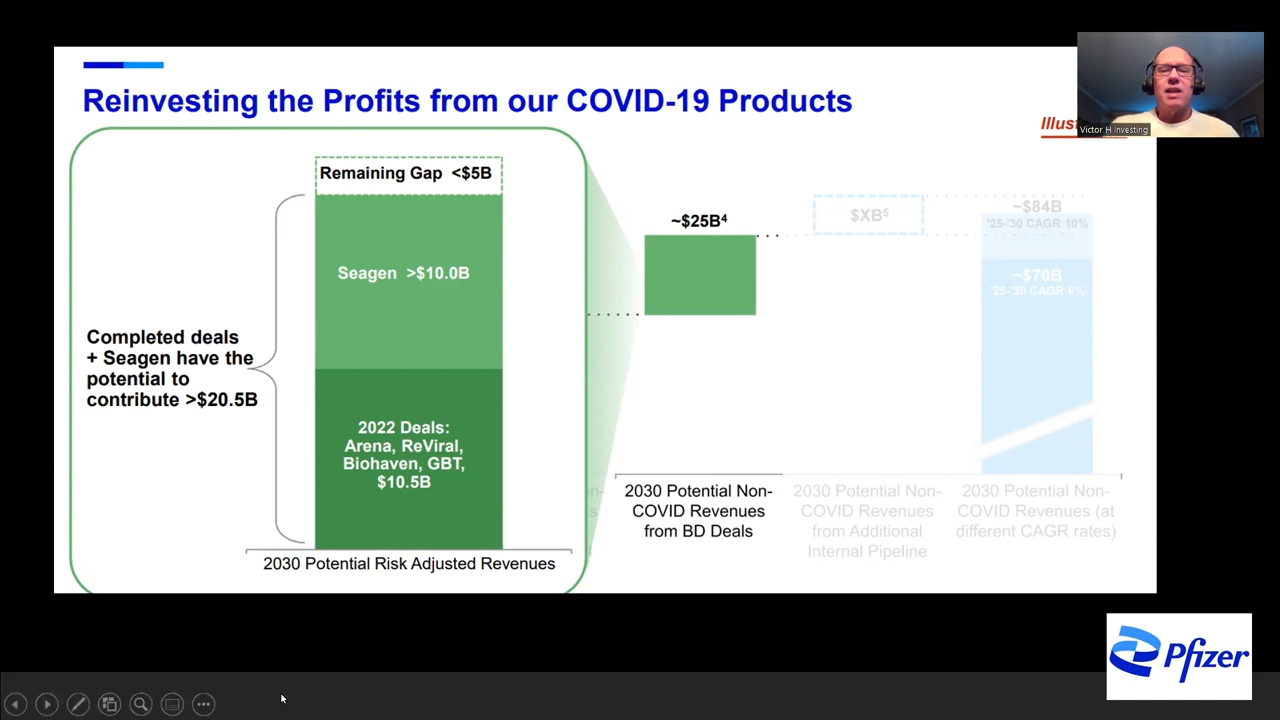 Reinvesting the Profits from our COVID-19 Products
Victor H Investing
Remaining Gap <$5B
Seagen >$10.0B
Completed deals
+ Seagen have the
potential to
contribute >$20.5B
2022 Deals:
Arena, ReViral,
Biohaven, GBT,
$10.5B
2030 Potential Risk Adjusted Revenues
~$25B⁴
2030 Potential Non-
COVID Revenues
from BD Deals
$XB⁵
2030 Potential Non-
COVID Revenues
from Additional
Internal Pipeline
~$84B
'25-'30 CAGR 10%
~$70B
'25-'30 CAGR 6%
2030 Potential Non-
COVID Revenues (at
different CAGR rates)
Pfizer